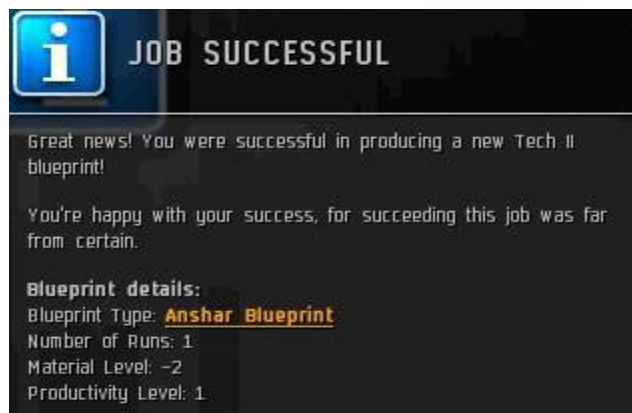 JOB SUCCESSFUL
Great news! You were successful in producing a new Tech II
blueprint!
You're happy with your success, for succeeding this job was far
from certain.
Blueprint details:
Blueprint Type: Anshar Blueprint
Number of Runs: 1
Material Level: -2
Productivity Level: 1